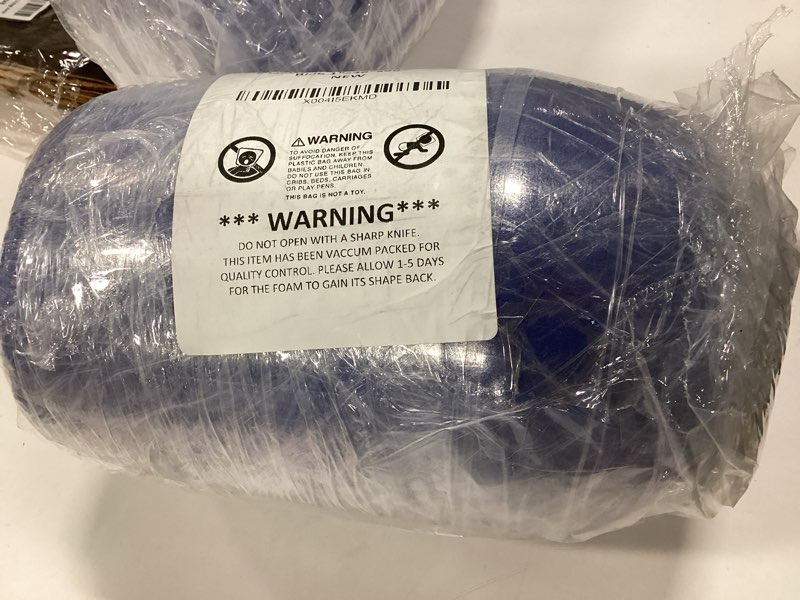 NEW
X00415EKMD
WARNING
TO AVOID DANGER OF
SUFFOCATION, KEEP THIS
PLASTIC BAG AWAY FROM
BABIES AND CHILDREN.
DO NOT USE THIS BAG IN
CRIBS, BEDS, CARRIAGES
OR PLAY PENS.
THIS BAG IS NOT A TOY.
*** WARNING***
DO NOT OPEN WITH A SHARP KNIFE.
THIS ITEM HAS BEEN VACCUM PACKED FOR
QUALITY CONTROL. PLEASE ALLOW 1-5 DAYS
FOR THE FOAM TO GAIN ITS SHAPE BACK.